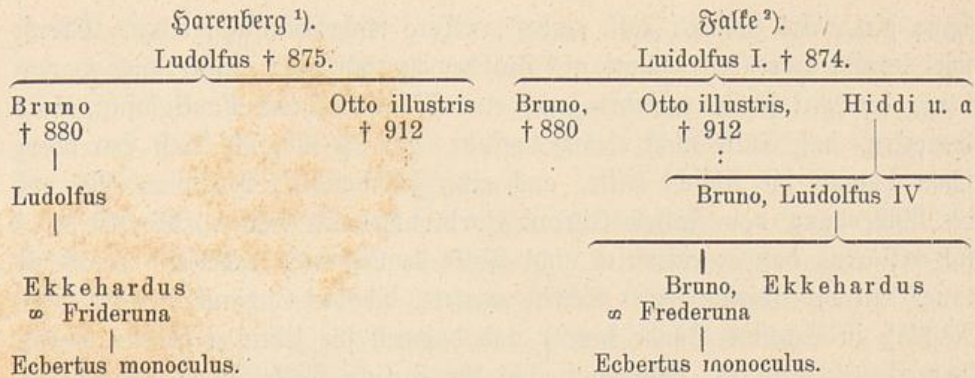 Harenberg ¹).
Ludolfus † 875.
Bruno Otto illustris
† 880 † 912
Ludolfus
Ekkehardus
∞ Frideruna
Ecbertus monoculus.
Falke ²).
Luidolfus I. † 874.
Bruno, Otto illustris, Hiddi u. a
† 880 † 912
Bruno, Luidolfus IV
Bruno, Ekkehardus
∞ Frederuna
Ecbertus monoculus.